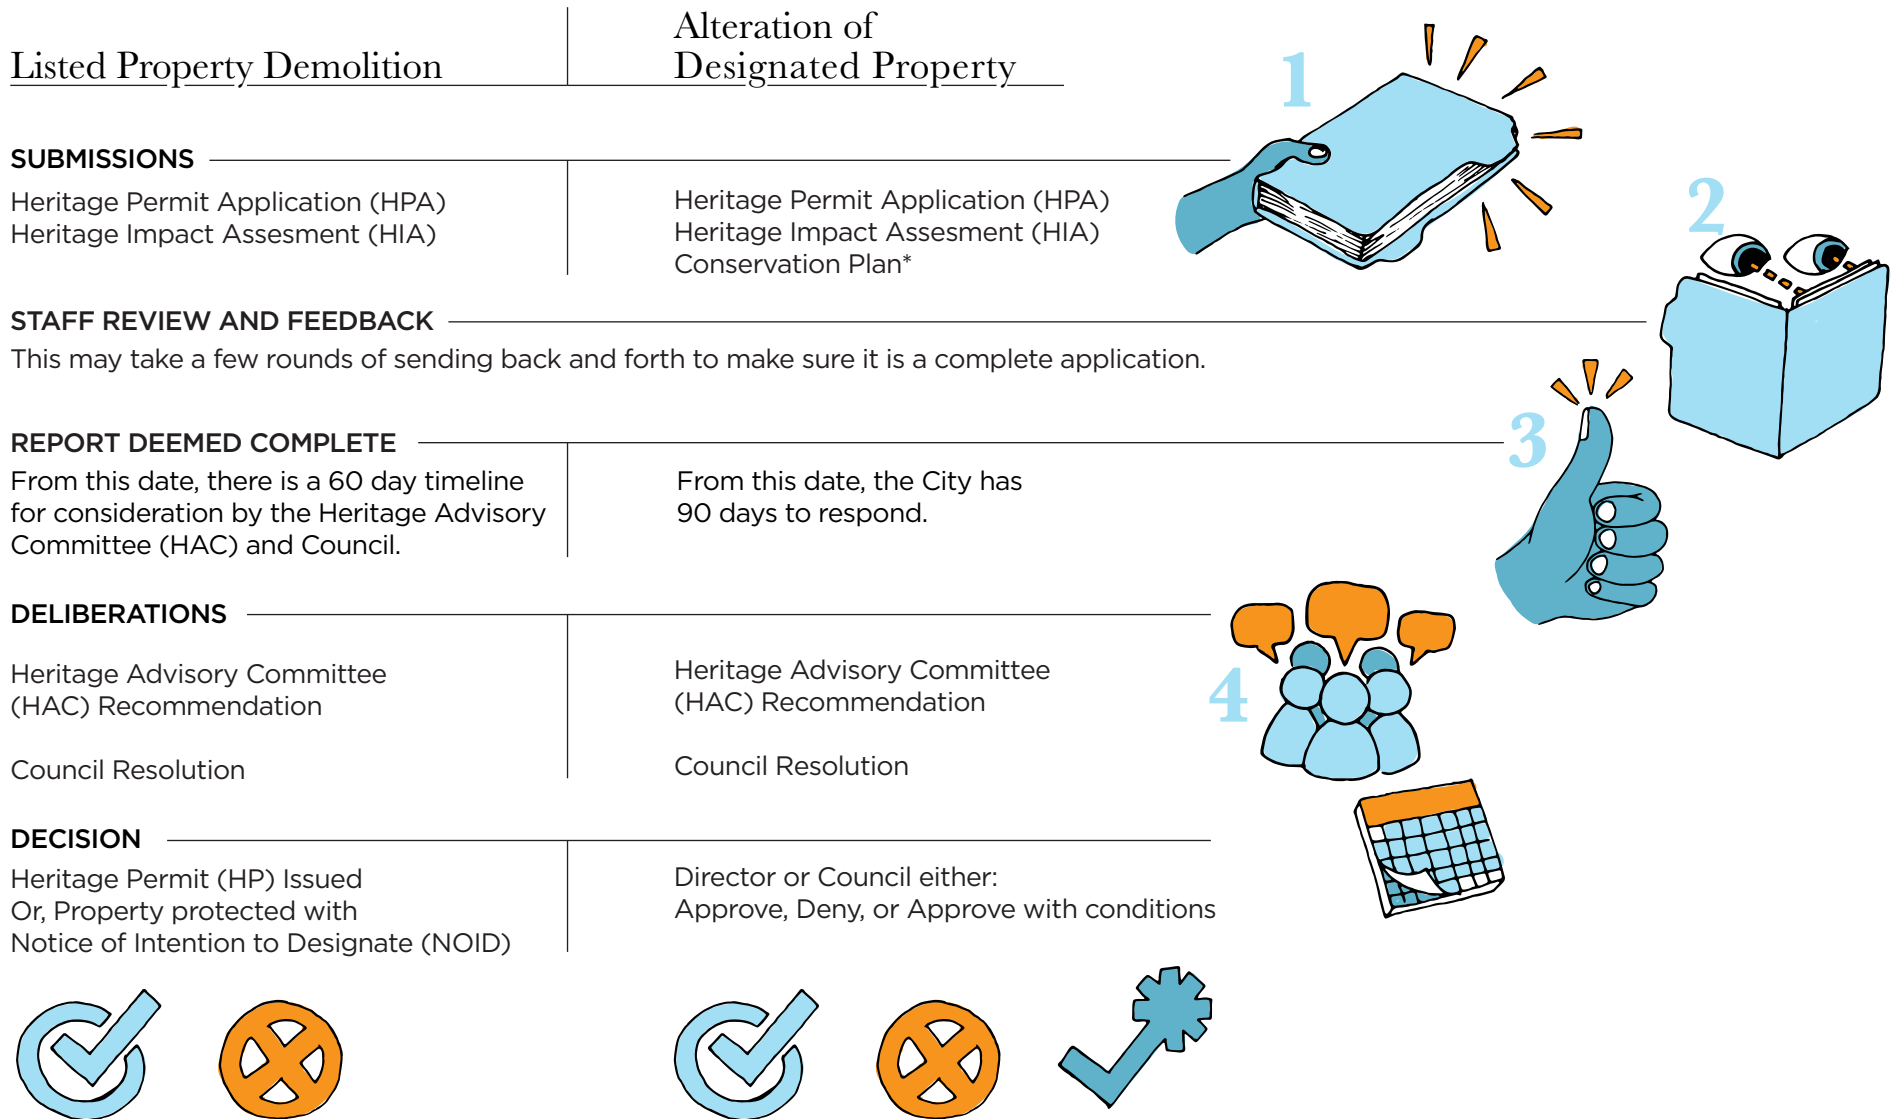 Listed Property Demolition
Alteration of
Designated Property
1
SUBMISSIONS
Heritage Permit Application (HPA)
Heritage Impact Assesment (HIA)
Heritage Permit Application (HPA)
Heritage Impact Assesment (HIA)
Conservation Plan*
2
STAFF REVIEW AND FEEDBACK
This may take a few rounds of sending back and forth to make sure it is a complete application.
3
REPORT DEEMED COMPLETE
From this date, there is a 60 day timeline
for consideration by the Heritage Advisory
Committee (HAC) and Council.
From this date, the City has
90 days to respond.
DELIBERATIONS
Heritage Advisory Committee
(HAC) Recommendation
Council Resolution
Heritage Advisory Committee
(HAC) Recommendation
Council Resolution
4
DECISION
Heritage Permit (HP) Issued
Or, Property protected with
Notice of Intention to Designate (NOID)
Director or Council either:
Approve, Deny, or Approve with conditions